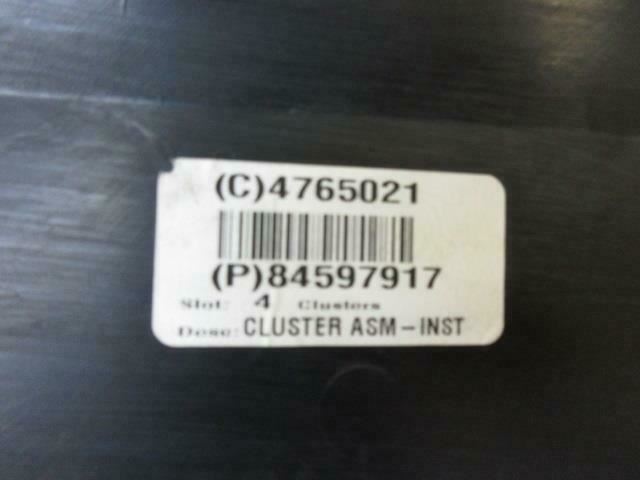 (C)4765021
(P)84597917
Slot: 4 Clusters
Desc: CLUSTER ASM-INST